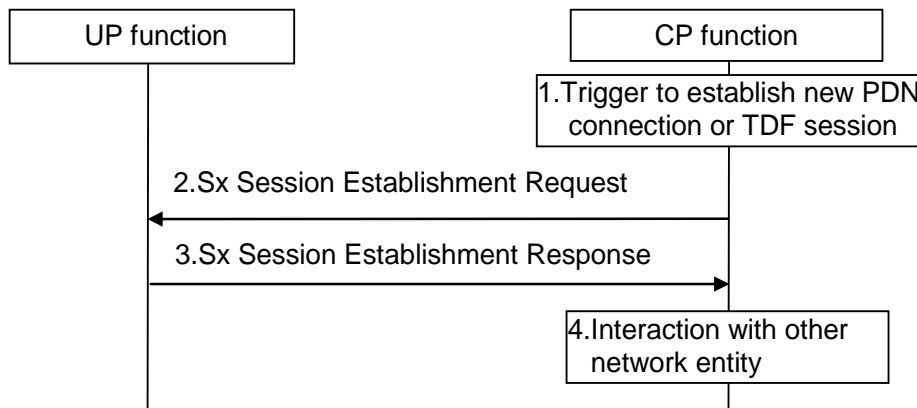 UP function
CP function
1.Trigger to establish new PDN
connection or TDF session
2.Sx Session Establishment Request
3.Sx Session Establishment Response
4.Interaction with other
network entity